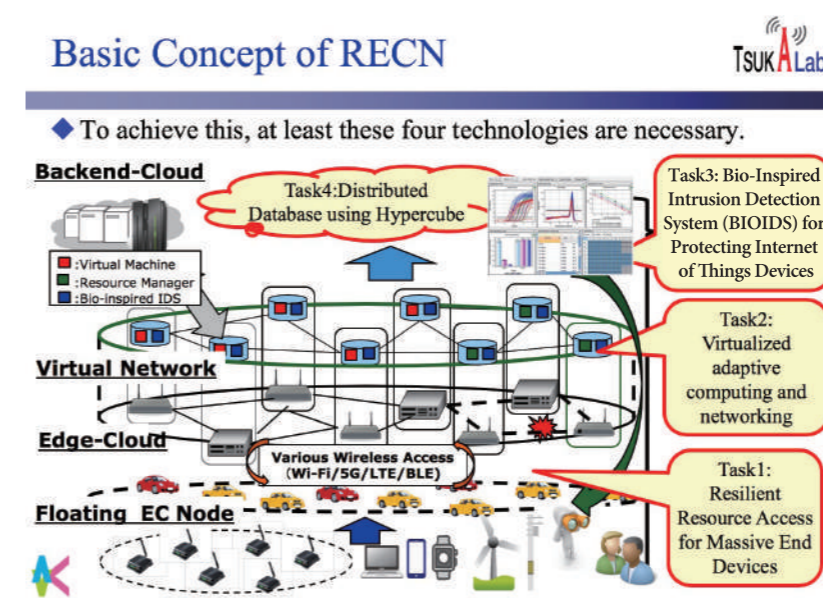 Basic Concept of RECN
TSUKALab
◆ To achieve this, at least these four technologies are necessary.
Backend-Cloud
Task4:Distributed
Database using Hypercube
Task3: Bio-Inspired
Intrusion Detection
System (BIOIDS) for
Protecting Internet
of Things Devices
:Virtual Machine
:Resource Manager
:Bio-inspired IDS
Task2:
Virtualized
adaptive
computing and
networking
Virtual Network
Edge-Cloud
Various Wireless Access
(Wi-Fi/5G/LTE/BLE)
Task1:
Resilient
Resource Access
for Massive End
Devices
Floating EC Node